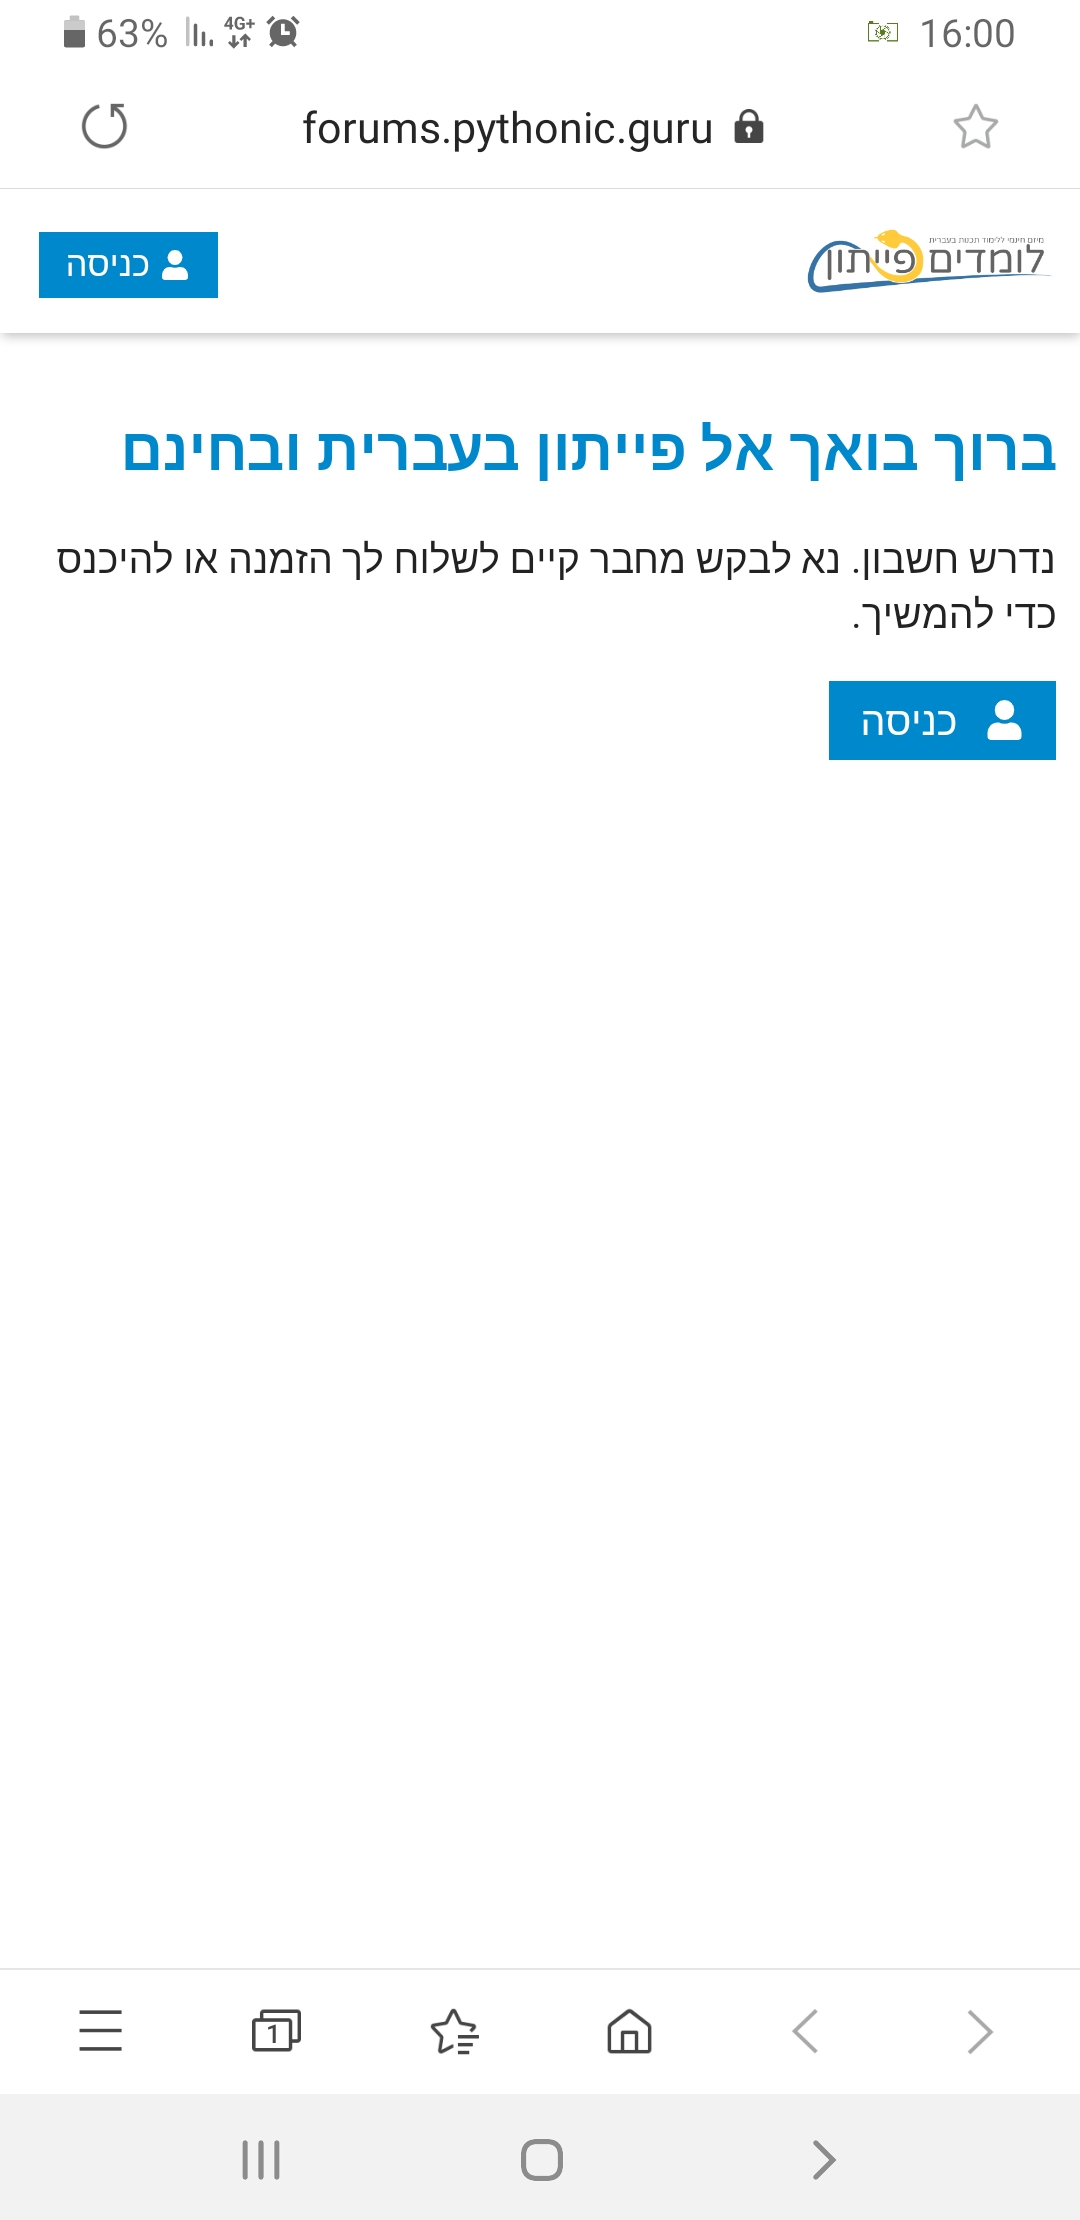 63% 4G+ 16:00
forums.pythonic.guru
מיזם חינמי ללימוד תכנות בעברית
לומדים פייתון
כניסה
ברוך בואך אל פייתון בעברית ובחינם
נדרש חשבון. נא לבקש מחבר קיים לשלוח לך הזמנה או להיכנס
כדי להמשיך.
כניסה
1